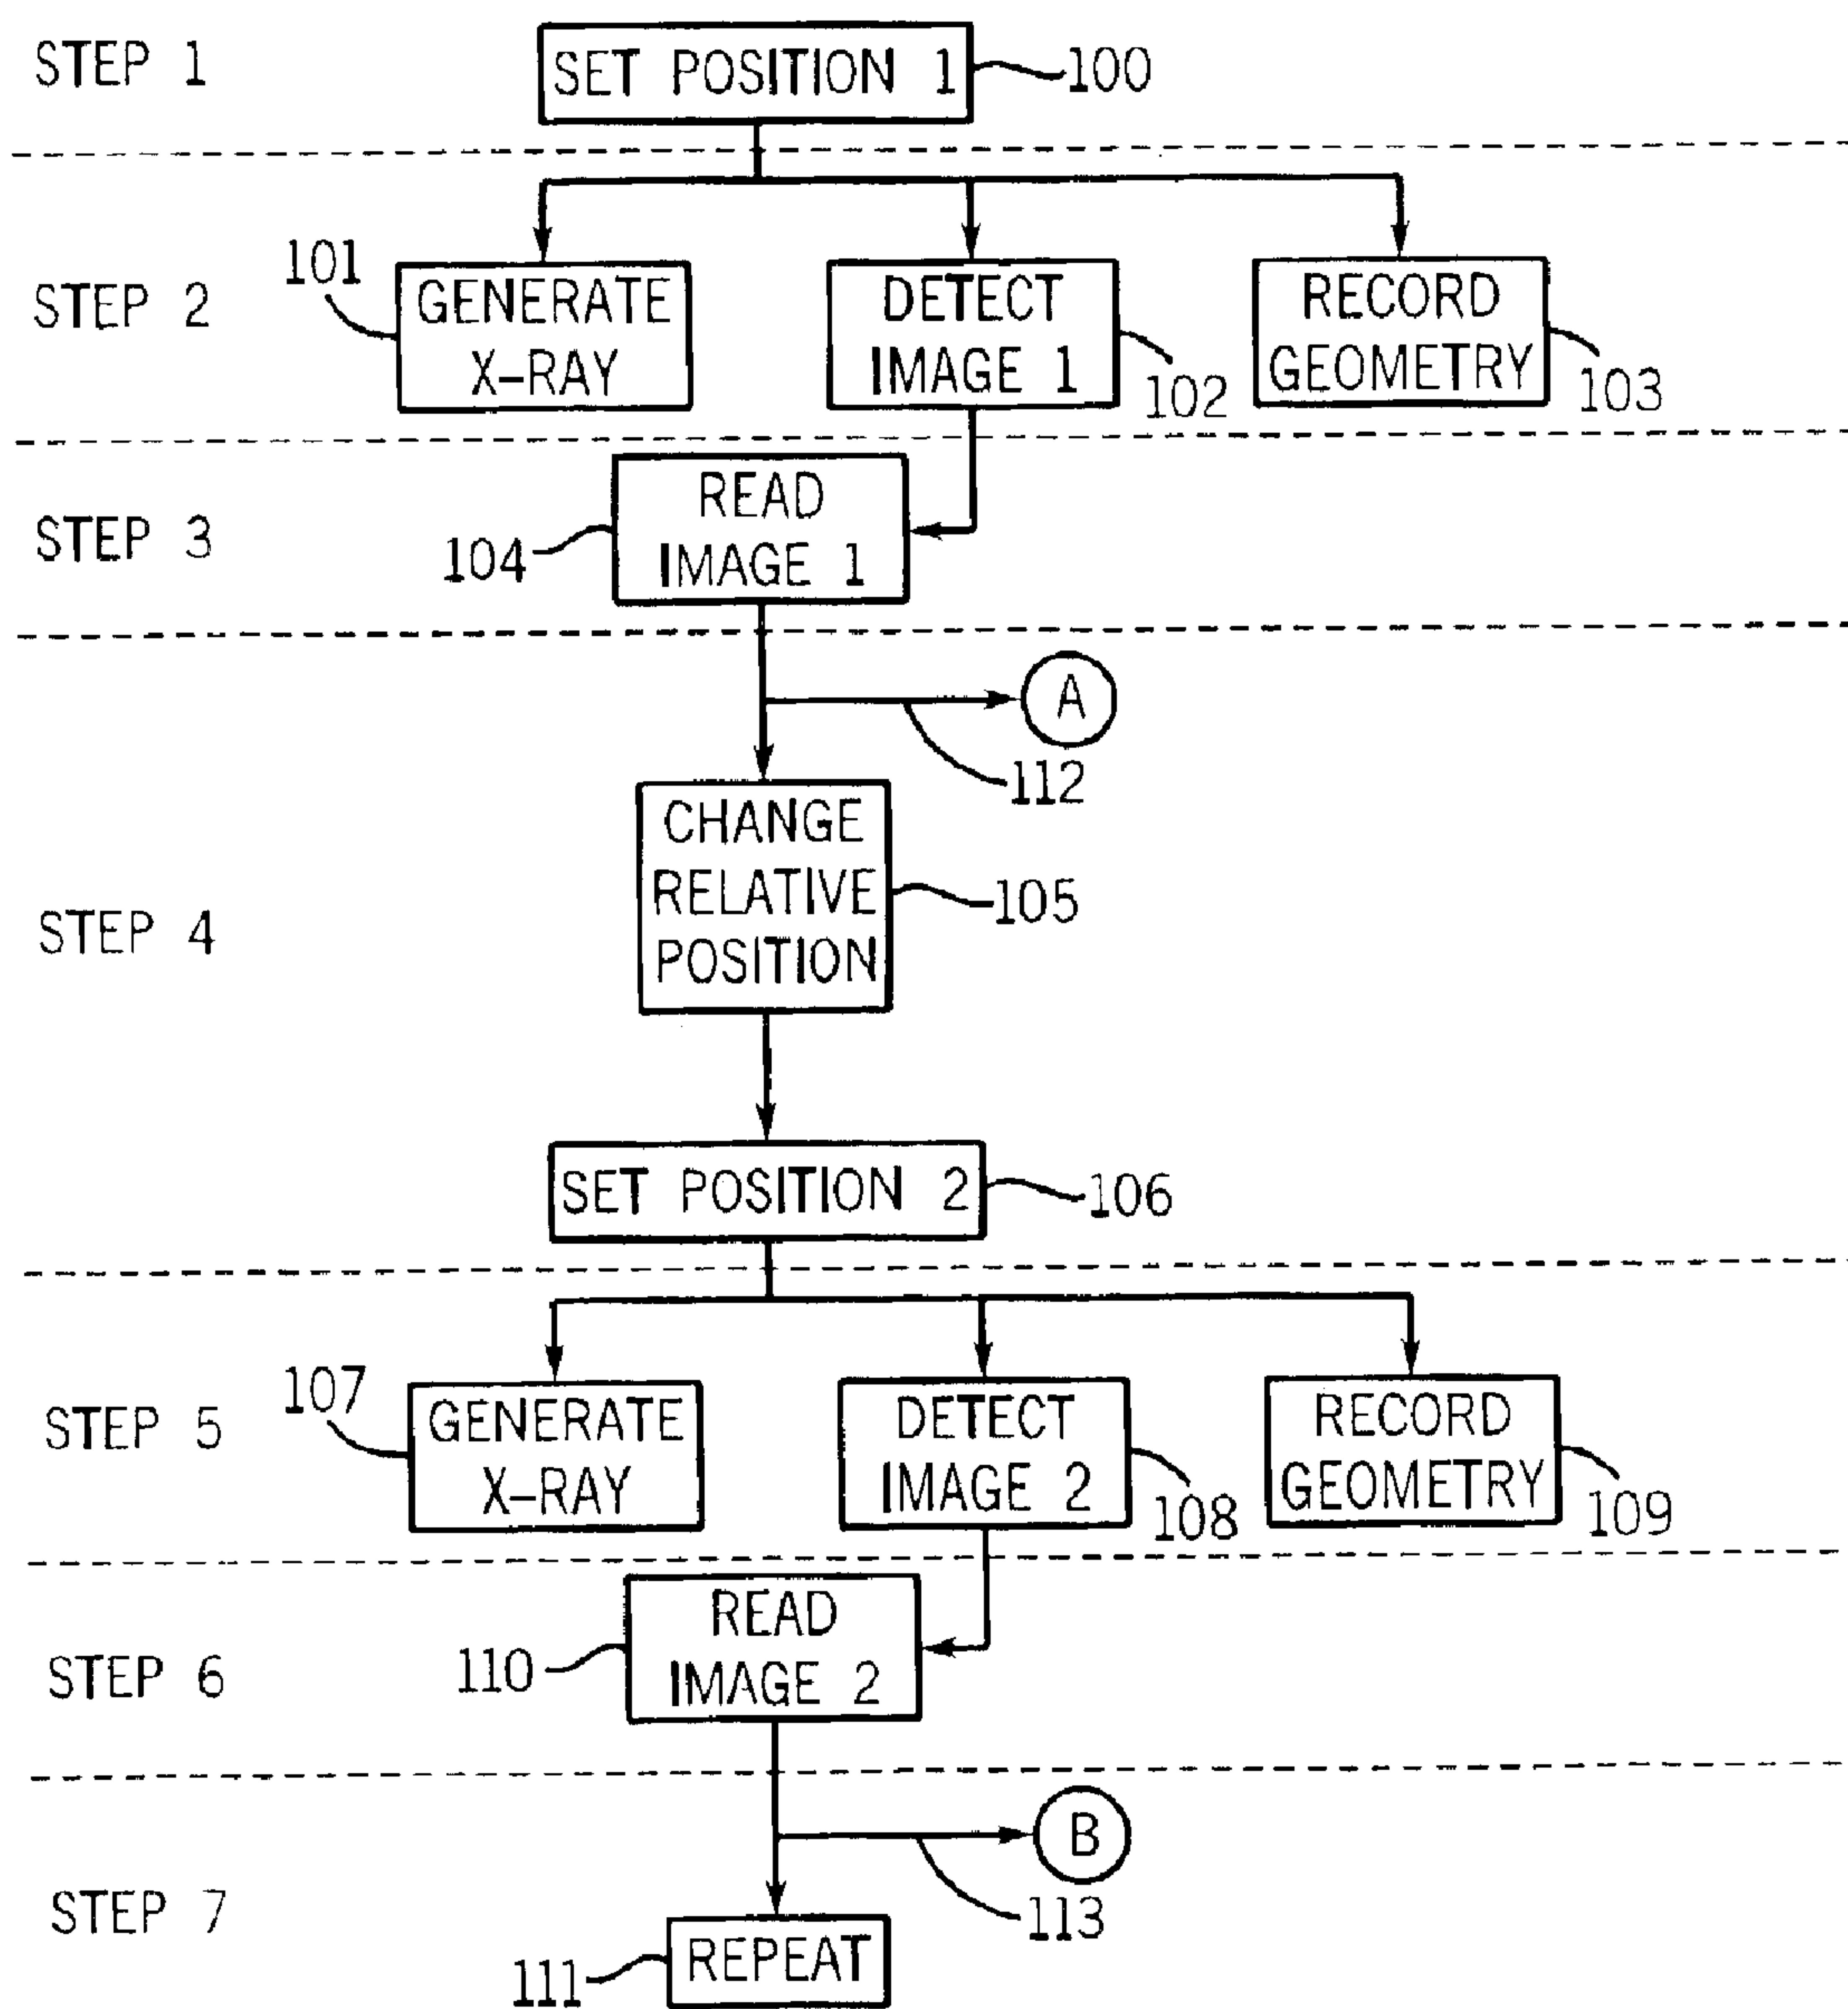 STEP 1
SET POSITION 1
100
STEP 2
101
GENERATE
X-RAY
DETECT
IMAGE 1
102
RECORD
GEOMETRY
103
STEP 3
104
READ
IMAGE 1
A
112
STEP 4
CHANGE
RELATIVE
POSITION
105
SET POSITION 2
106
STEP 5
107
GENERATE
X-RAY
DETECT
IMAGE 2
108
RECORD
GEOMETRY
109
STEP 6
110
READ
IMAGE 2
B
113
STEP 7
111
REPEAT